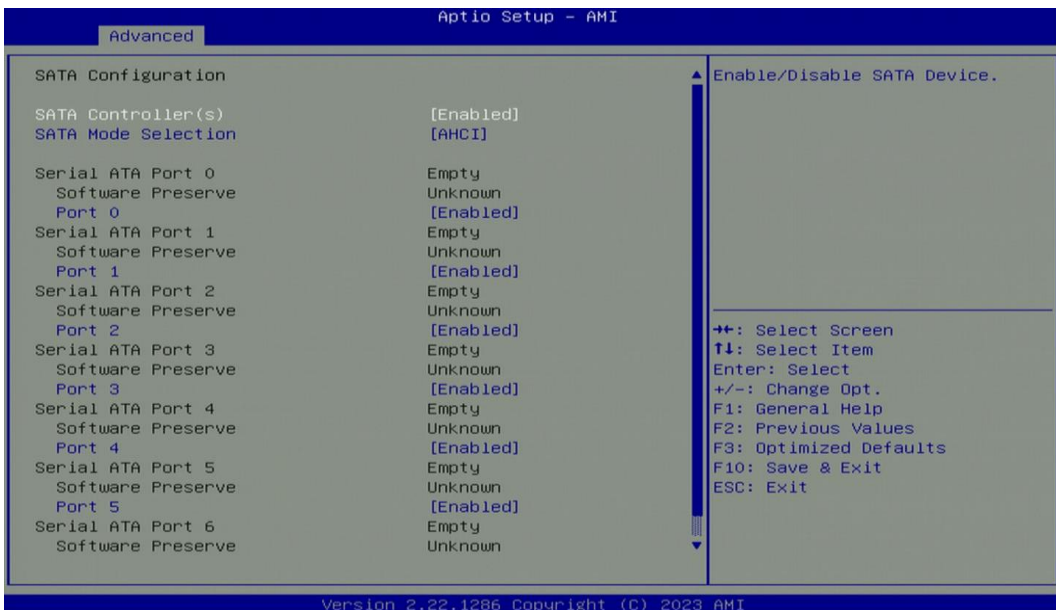 Aptio Setup – AMI
Advanced
SATA Configuration
SATA Controller(s) [Enabled]
SATA Mode Selection [AHCI]
Serial ATA Port 0 Empty
Software Preserve Unknown
Port 0 [Enabled]
Serial ATA Port 1 Empty
Software Preserve Unknown
Port 1 [Enabled]
Serial ATA Port 2 Empty
Software Preserve Unknown
Port 2 [Enabled]
Serial ATA Port 3 Empty
Software Preserve Unknown
Port 3 [Enabled]
Serial ATA Port 4 Empty
Software Preserve Unknown
Port 4 [Enabled]
Serial ATA Port 5 Empty
Software Preserve Unknown
Port 5 [Enabled]
Serial ATA Port 6 Empty
Software Preserve Unknown
Enable/Disable SATA Device.
→←: Select Screen
↑↓: Select Item
Enter: Select
+/-: Change Opt.
F1: General Help
F2: Previous Values
F3: Optimized Defaults
F10: Save & Exit
ESC: Exit
Version 2.22.1286 Copyright (C) 2023 AMI